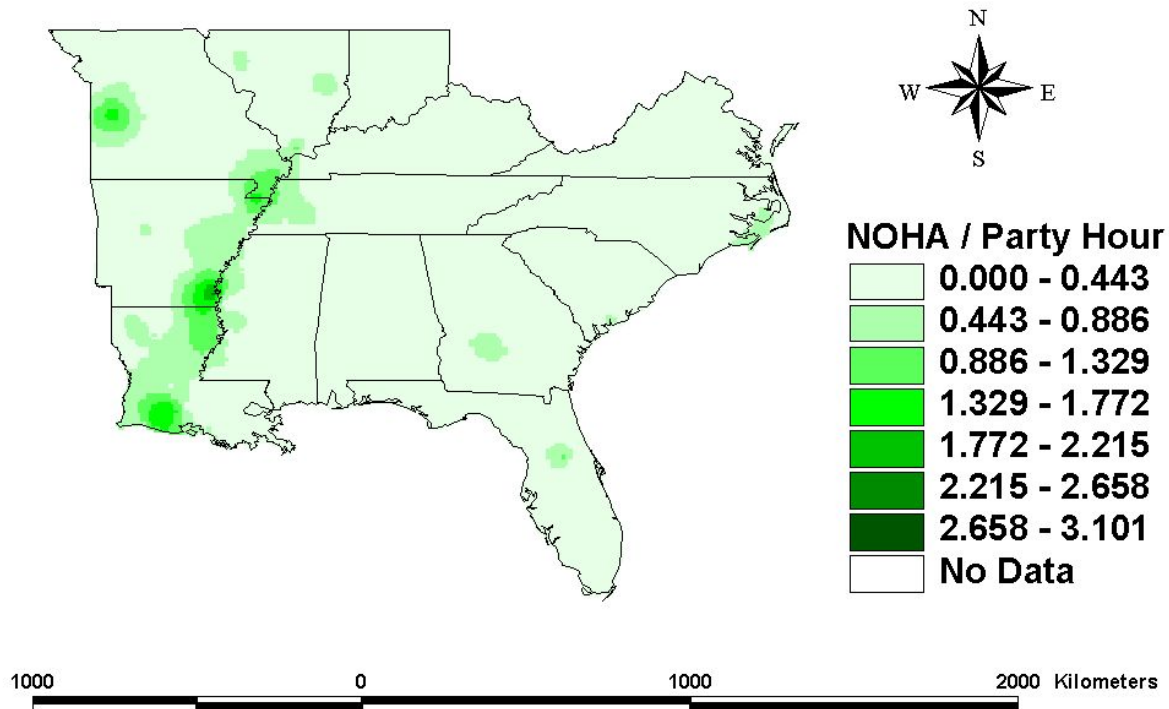 N
W E
S
NOHA / Party Hour
0.000 - 0.443
0.443 - 0.886
0.886 - 1.329
1.329 - 1.772
1.772 - 2.215
2.215 - 2.658
2.658 - 3.101
No Data
1000 0 1000 2000 Kilometers